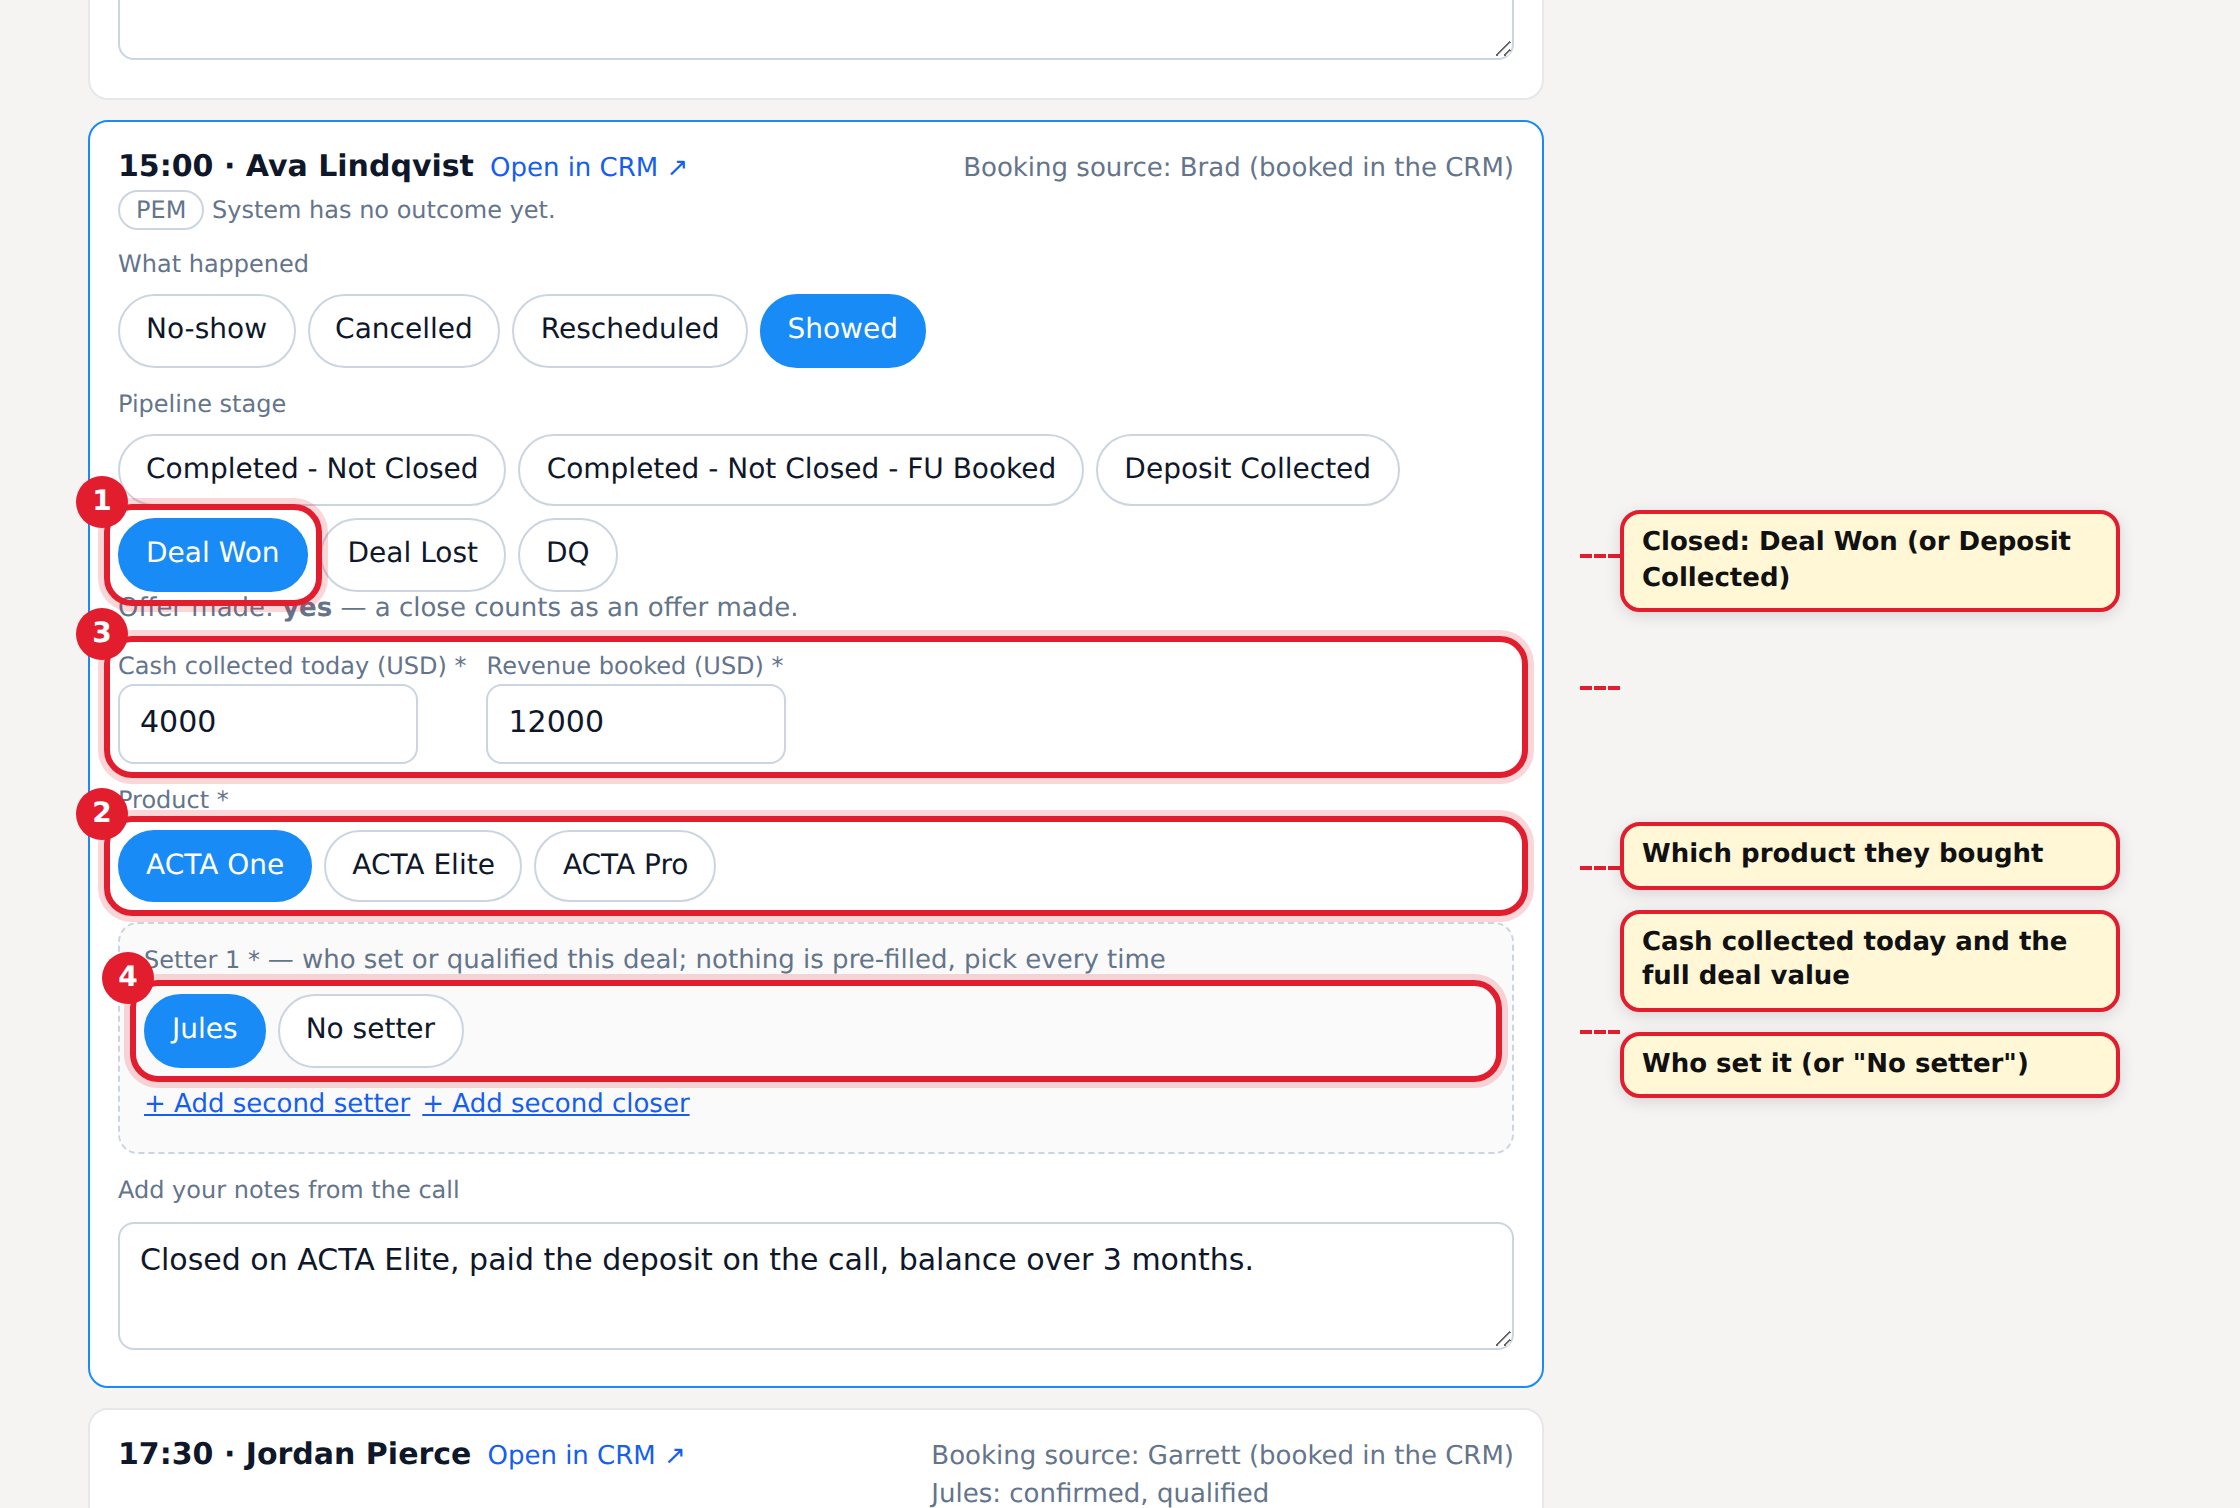 15:00 · Ava Lindqvist Open in CRM ↗
Booking source: Brad (booked in the CRM)
PEM System has no outcome yet.
What happened
No-show Cancelled Rescheduled Showed
Pipeline stage
Completed - Not Closed Completed - Not Closed - FU Booked Deposit Collected
1
Deal Won Deal Lost DQ
Closed: Deal Won (or Deposit
Collected)
Offer made: yes — a close counts as an offer made.
3
Cash collected today (USD) * Revenue booked (USD) *
4000 12000
Product *
2
ACTA One ACTA Elite ACTA Pro
Which product they bought
Cash collected today and the
full deal value
Setter 1 * — who set or qualified this deal; nothing is pre-filled, pick every time
4
Jules No setter
Who set it (or "No setter")
+ Add second setter + Add second closer
Add your notes from the call
Closed on ACTA Elite, paid the deposit on the call, balance over 3 months.
17:30 · Jordan Pierce Open in CRM ↗
Booking source: Garrett (booked in the CRM)
Jules: confirmed, qualified